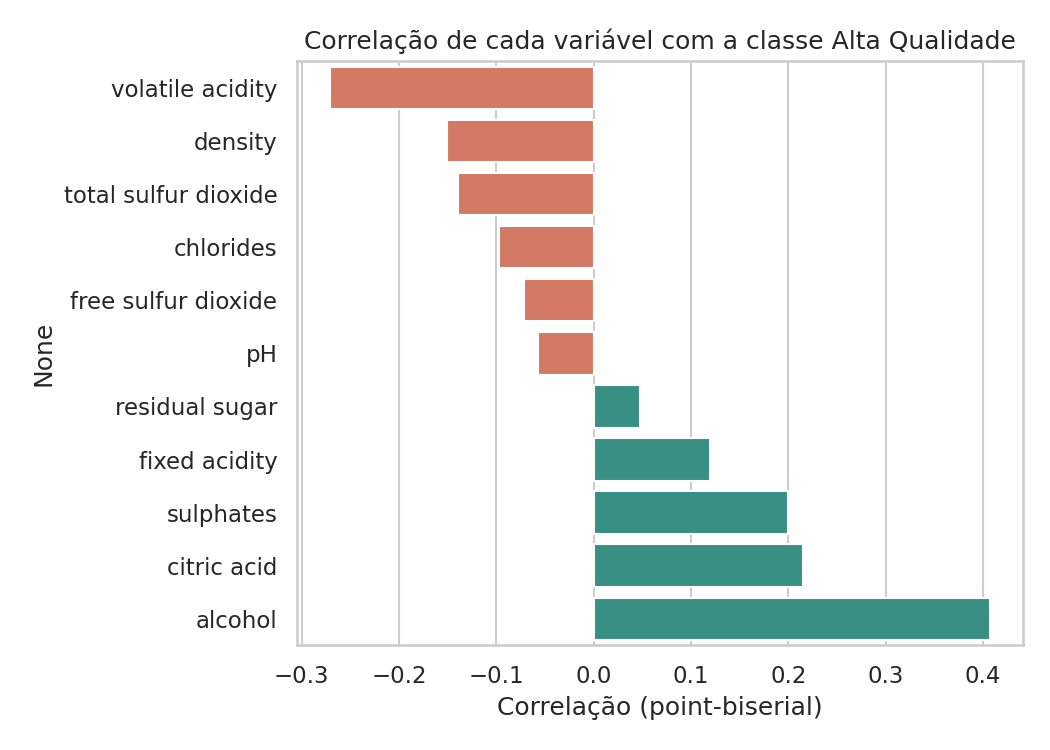 Correlação de cada variável com a classe Alta Qualidade
volatile acidity
density
total sulfur dioxide
chlorides
free sulfur dioxide
pH
residual sugar
fixed acidity
sulphates
citric acid
alcohol
None
−0.3 −0.2 −0.1 0.0 0.1 0.2 0.3 0.4
Correlação (point-biserial)